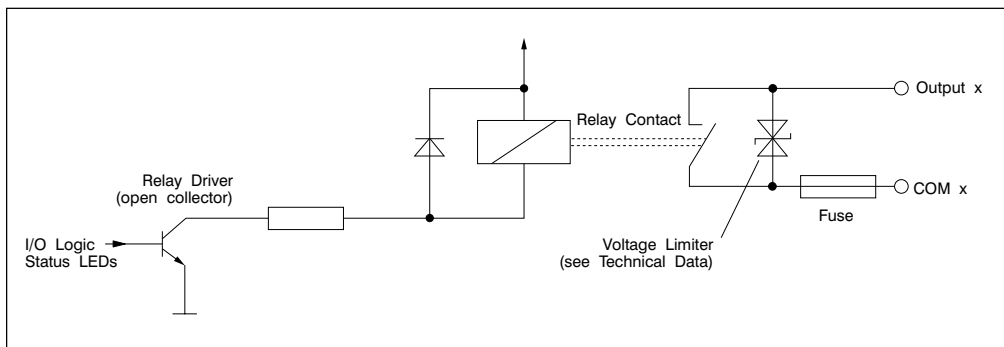 Output x
Relay Contact
Relay Driver
(open collector)
COM x
Fuse
I/O Logic
Status LEDs
Voltage Limiter
(see Technical Data)